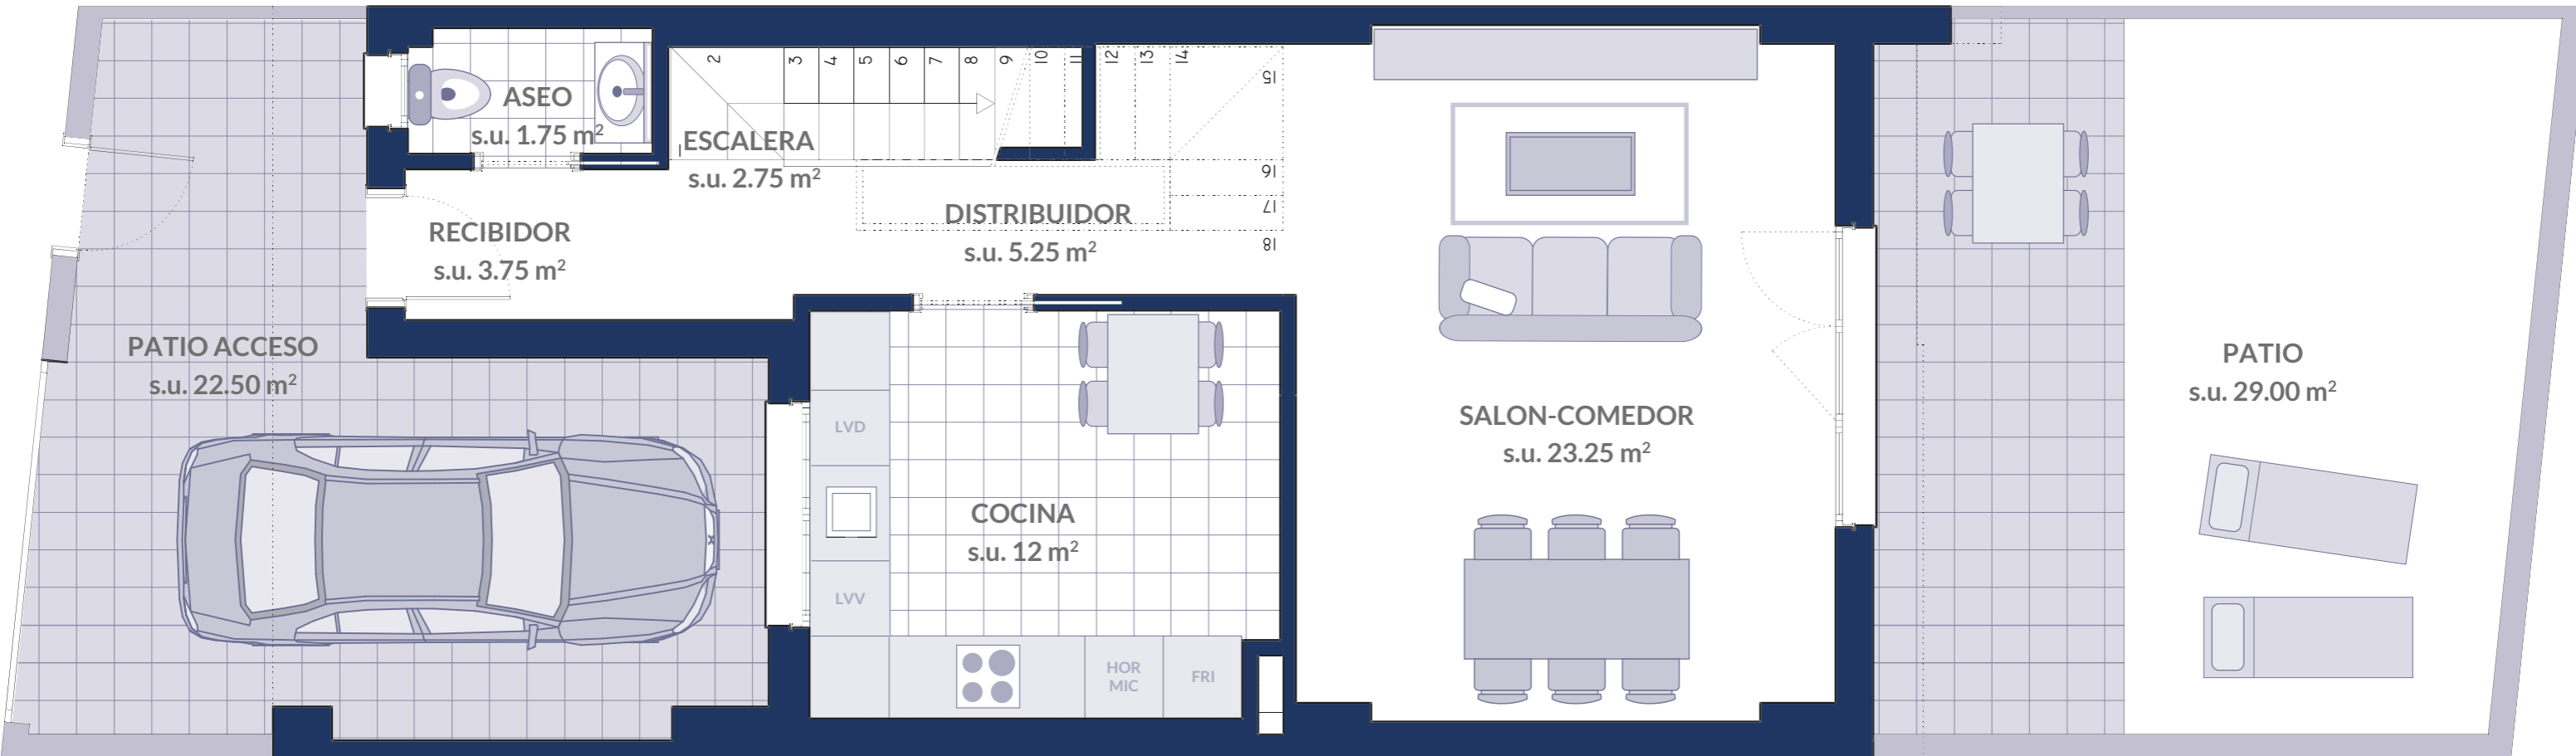 ASEO
s.u. 1.75 m²
2
3
4
5
6
7
8
9
10
11
12
13
14
15
16
17
18
1
ESCALERA
s.u. 2.75 m²
RECIBIDOR
s.u. 3.75 m²
DISTRIBUIDOR
s.u. 5.25 m²
PATIO ACCESO
s.u. 22.50 m²
LVD
LVV
COCINA
s.u. 12 m²
HOR
MIC
FRI
SALON-COMEDOR
s.u. 23.25 m²
PATIO
s.u. 29.00 m²